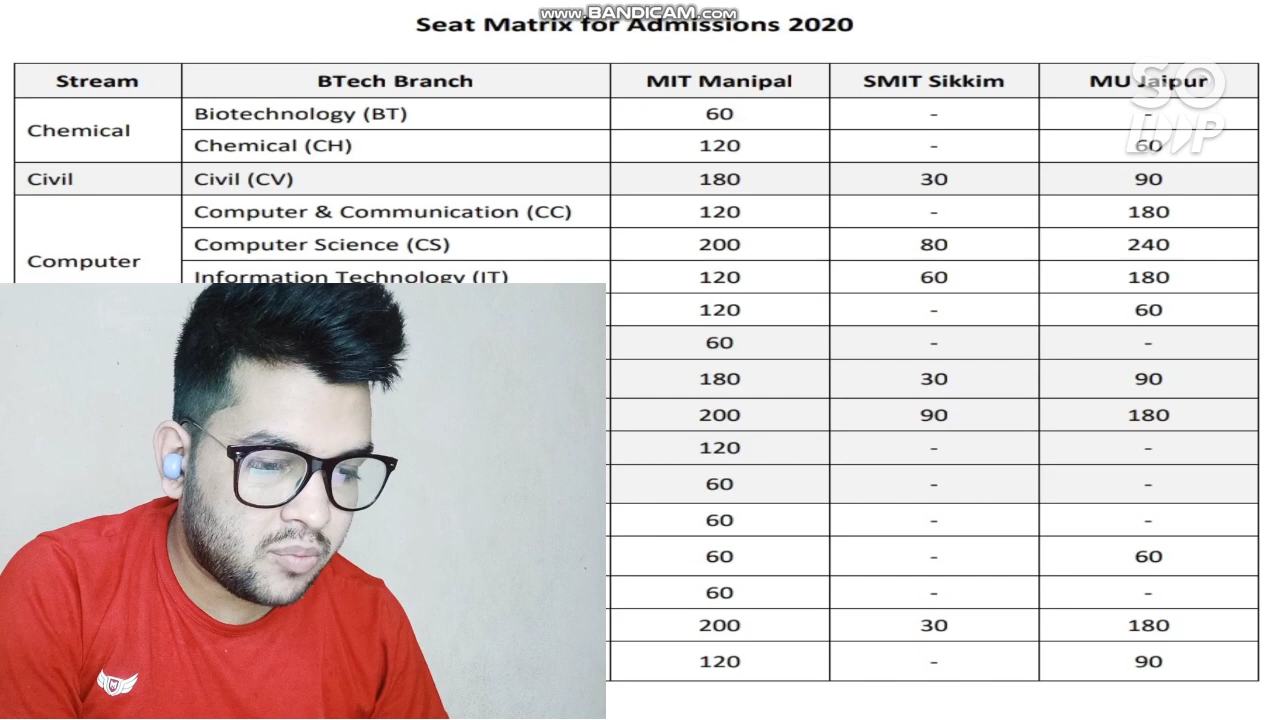 www.BANDICAM.com
Seat Matrix for Admissions 2020
Stream BTech Branch MIT Manipal SMIT Sikkim MU Jaipur
SO
LMP
Chemical
Biotechnology (BT) 60 - -
Chemical (CH) 120 - 60
Civil Civil (CV) 180 30 90
Computer
Computer & Communication (CC) 120 - 180
Computer Science (CS) 200 80 240
Information Technology (IT) 120 60 180
120 - 60
60 - -
180 30 90
200 90 180
120 - -
60 - -
60 - -
60 - 60
60 - -
200 30 180
120 - 90